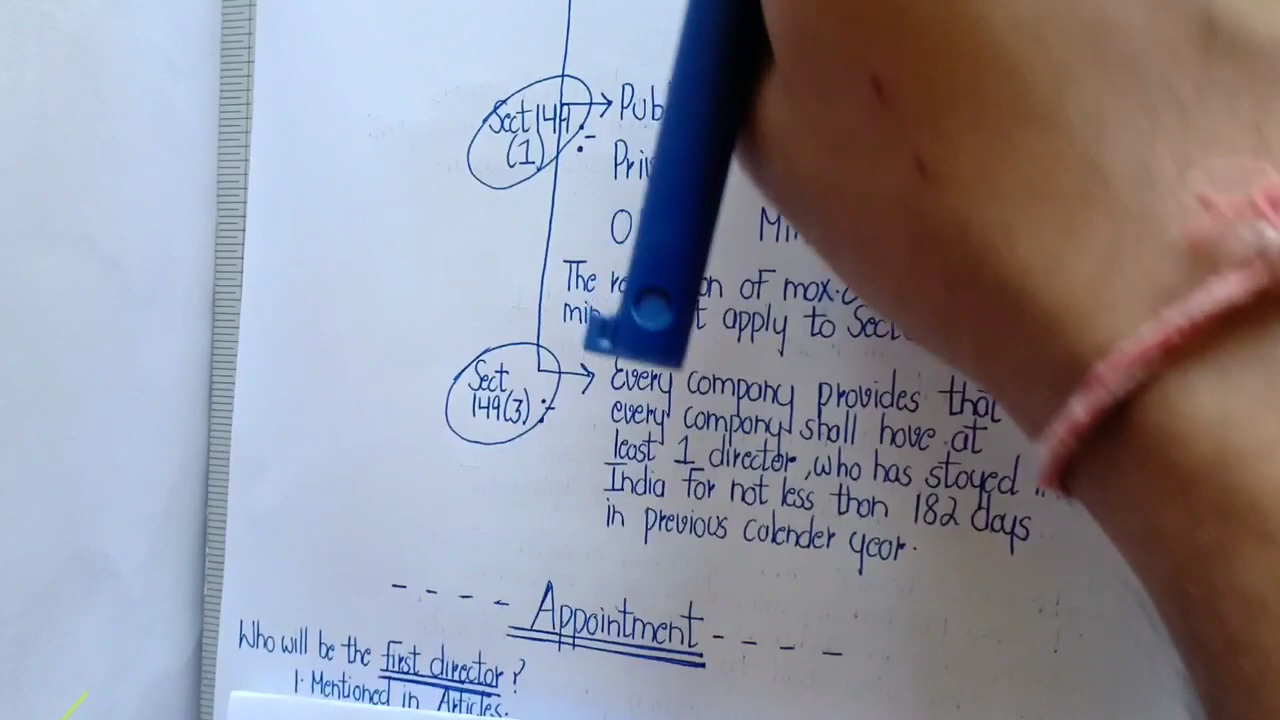 Sect 149
(1) :-
Pub
Pri
O Mi
The on of max.
min t apply to Sect
Sect
149(3) :-
Every company provides that
every company shall have at
least 1 director, who has stayed
India for not less than 182 days
in previous calender year.
- - - - Appointment - - - -
Who will be the first director?
1. Mentioned in Articles.